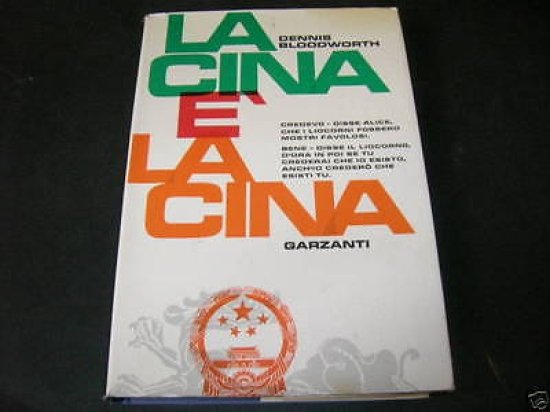 LA
DENNIS
BLOODWORTH
CINA
È
CREDEVO - DISSE ALICE,
CHE I LIOCORNI FOSSERO
MOSTRI FAVOLOSI.
BENE - DISSE IL LIOCORNO,
D'ORA IN POI SE TU
CREDERAI CHE IO ESISTO,
ANCH'IO CREDERÒ CHE
ESISTI TU.
LA
CINA
GARZANTI